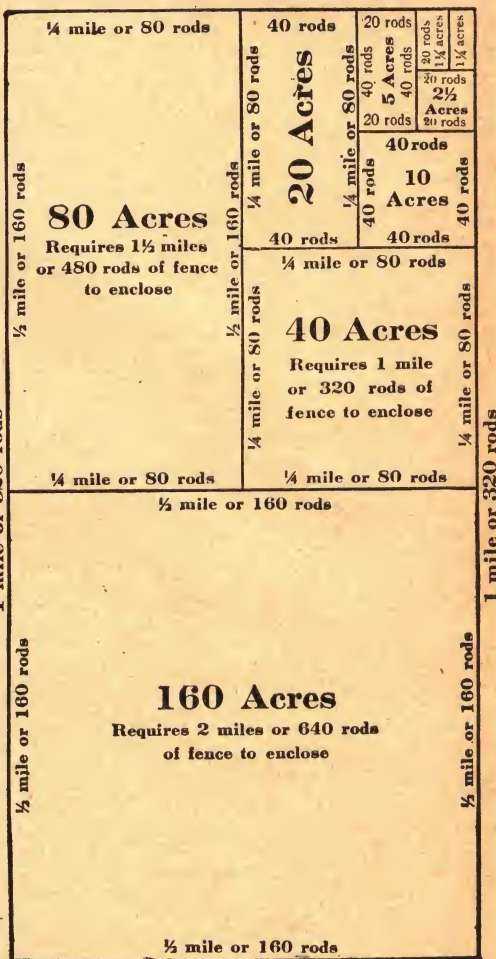 ¼ mile or 80 rods
½ mile or 160 rods
80 Acres
Requires 1½ miles
or 480 rods of fence
to enclose
½ mile or 160 rods
¼ mile or 80 rods
40 rods
¼ mile or 80 rods
20 Acres
¼ mile or 80 rods
40 rods
20 rods
40 rods
5 Acres
40 rods
20 rods
20 rods
1¼ acres
1¼ acres
20 rods
2½
Acres
20 rods
40 rods
40 rods
10
Acres
40 rods
40 rods
¼ mile or 80 rods
¼ mile or 80 rods
40 Acres
Requires 1 mile
or 320 rods of
fence to enclose
¼ mile or 80 rods
¼ mile or 80 rods
½ mile or 160 rods
½ mile or 160 rods
160 Acres
Requires 2 miles or 640 rods
of fence to enclose
½ mile or 160 rods
½ mile or 160 rods
1 mile or 320 rods